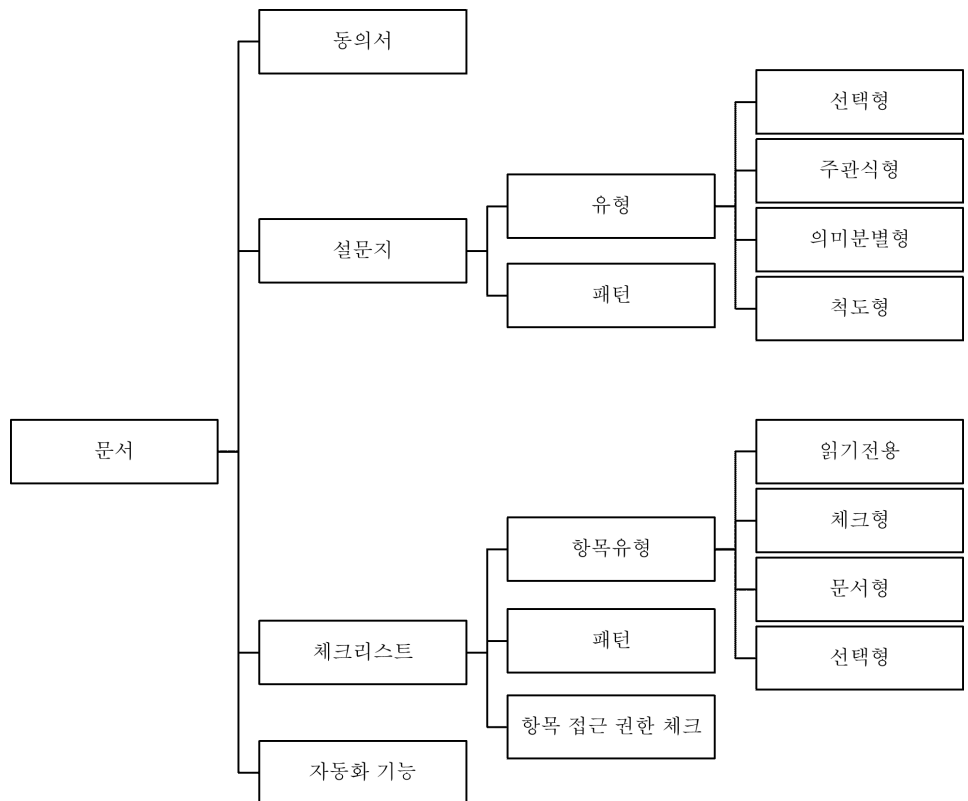 문서
동의서
설문지
유형
선택형
주관식형
의미분별형
척도형
패턴
체크리스트
항목유형
읽기전용
체크형
문서형
선택형
패턴
항목 접근 권한 체크
자동화 기능